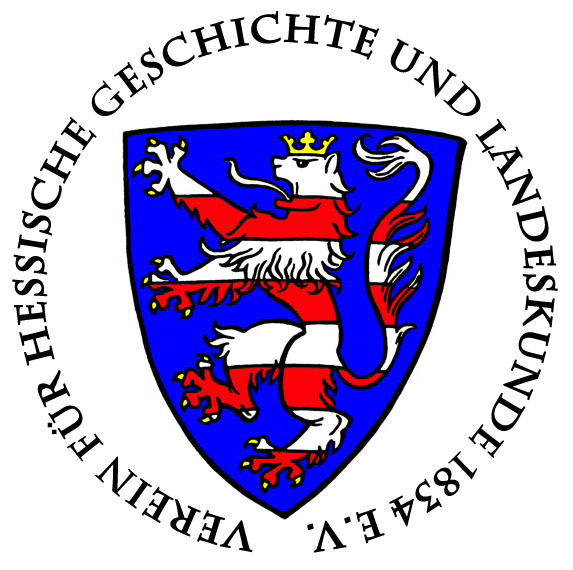 VEREIN FÜR HESSISCHE GESCHICHTE UND LANDESKUNDE 1834 E.V.